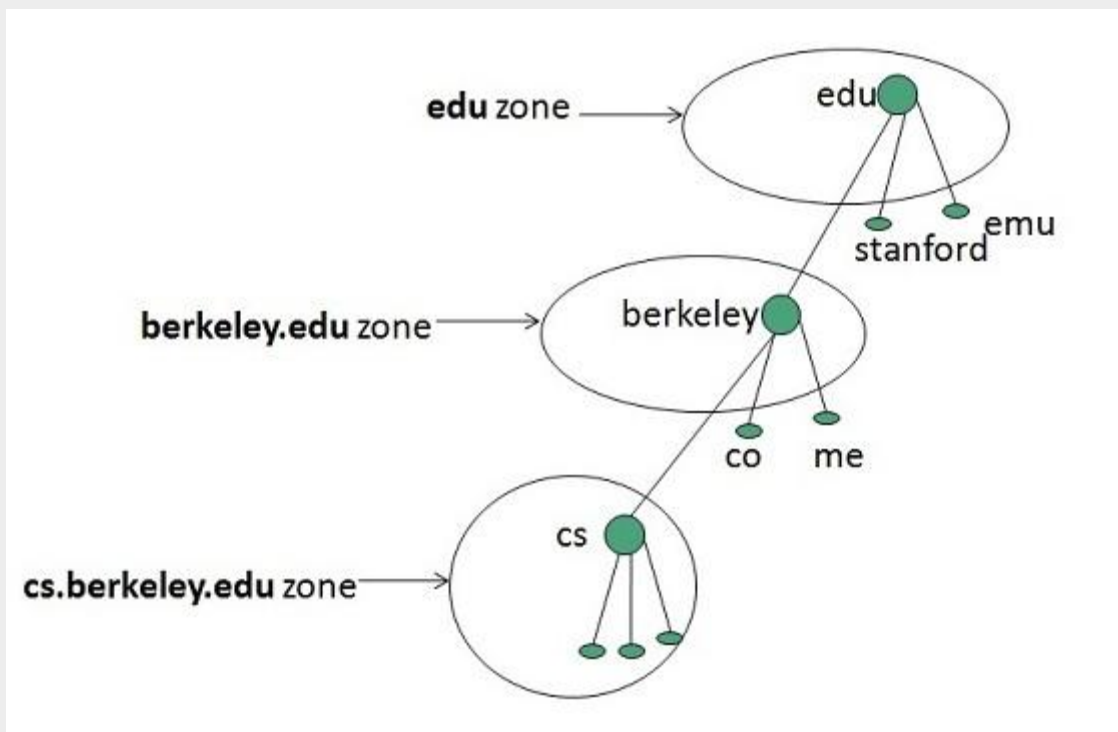 edu zone
edu
emu
stanford
berkeley.edu zone
berkeley
co me
cs
cs.berkeley.edu zone